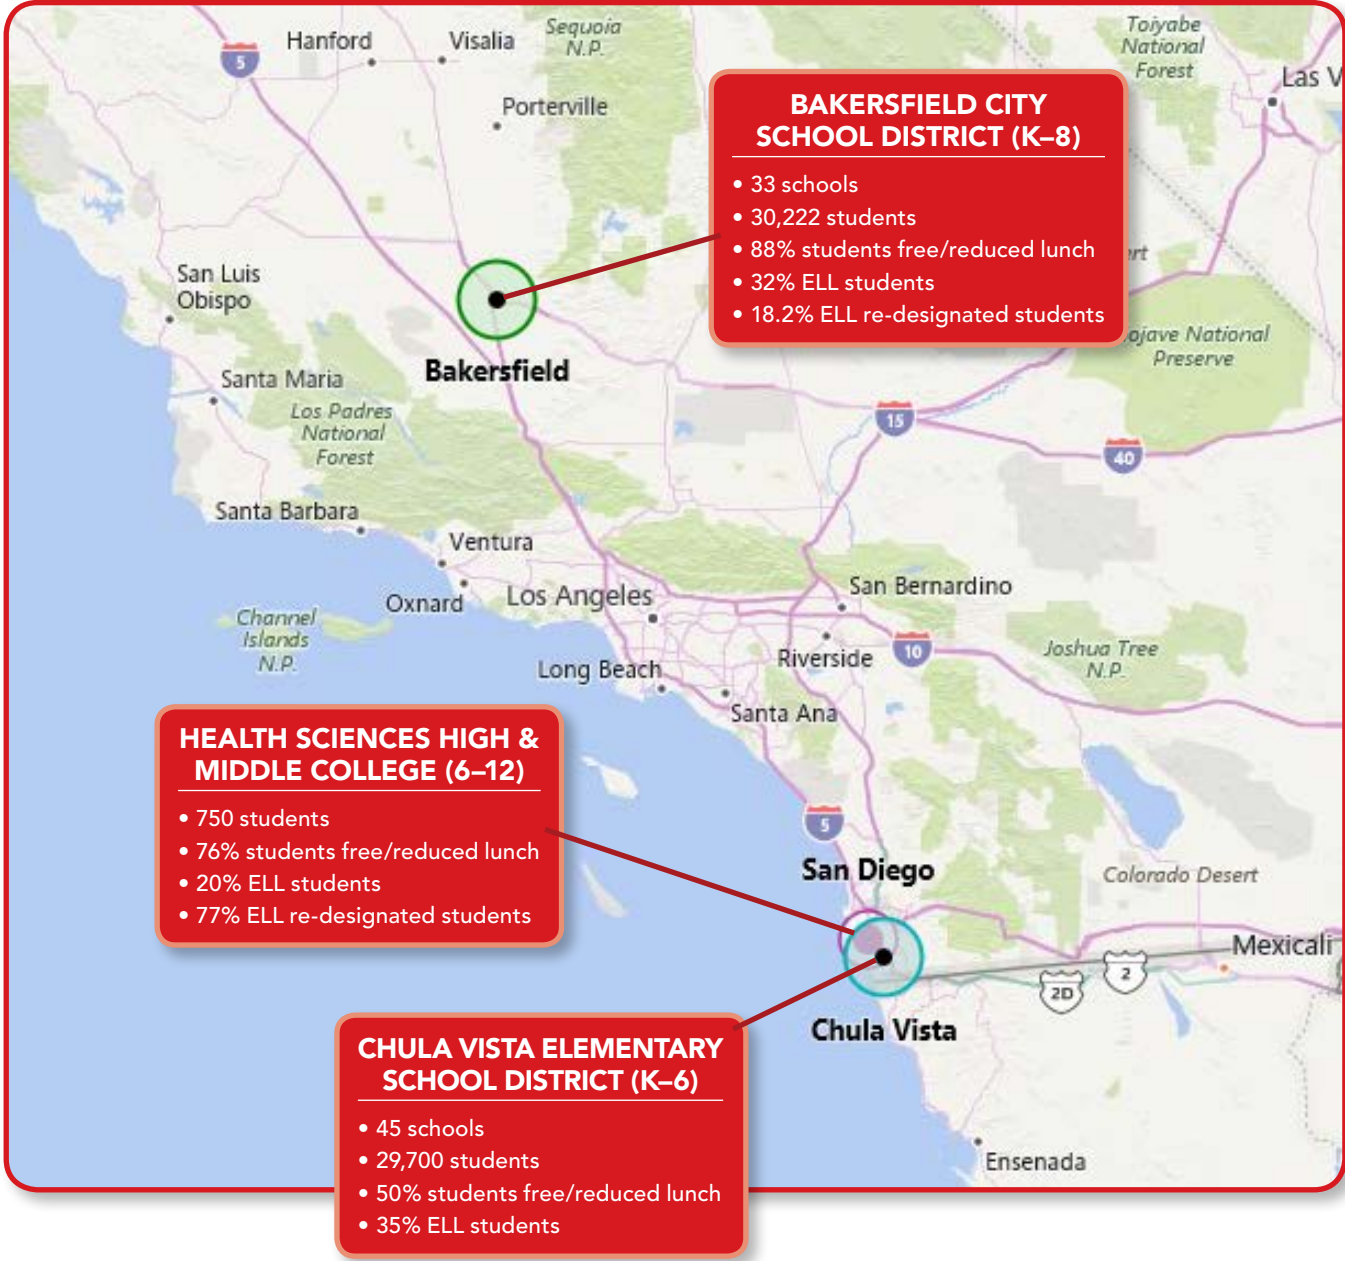 Hanford
Visalia
Sequoia
N.P.
Toiyabe
National
Forest
5
Las V
Porterville
BAKERSFIELD CITY
SCHOOL DISTRICT (K–8)
• 33 schools
• 30,222 students
• 88% students free/reduced lunch
• 32% ELL students
• 18.2% ELL re-designated students
ert
San Luis
Obispo
ojave National
Preserve
Bakersfield
Santa Maria
Los Padres
National
Forest
15
40
Santa Barbara
Ventura
Oxnard
Los Angeles
San Bernardino
Channel
Islands
N.P.
Long Beach
Riverside
10
Joshua Tree
N.P.
Santa Ana
HEALTH SCIENCES HIGH &
MIDDLE COLLEGE (6–12)
• 750 students
• 76% students free/reduced lunch
• 20% ELL students
• 77% ELL re-designated students
5
San Diego
Colorado Desert
Mexicali
2
2D
Chula Vista
CHULA VISTA ELEMENTARY
SCHOOL DISTRICT (K–6)
• 45 schools
• 29,700 students
• 50% students free/reduced lunch
• 35% ELL students
Ensenada